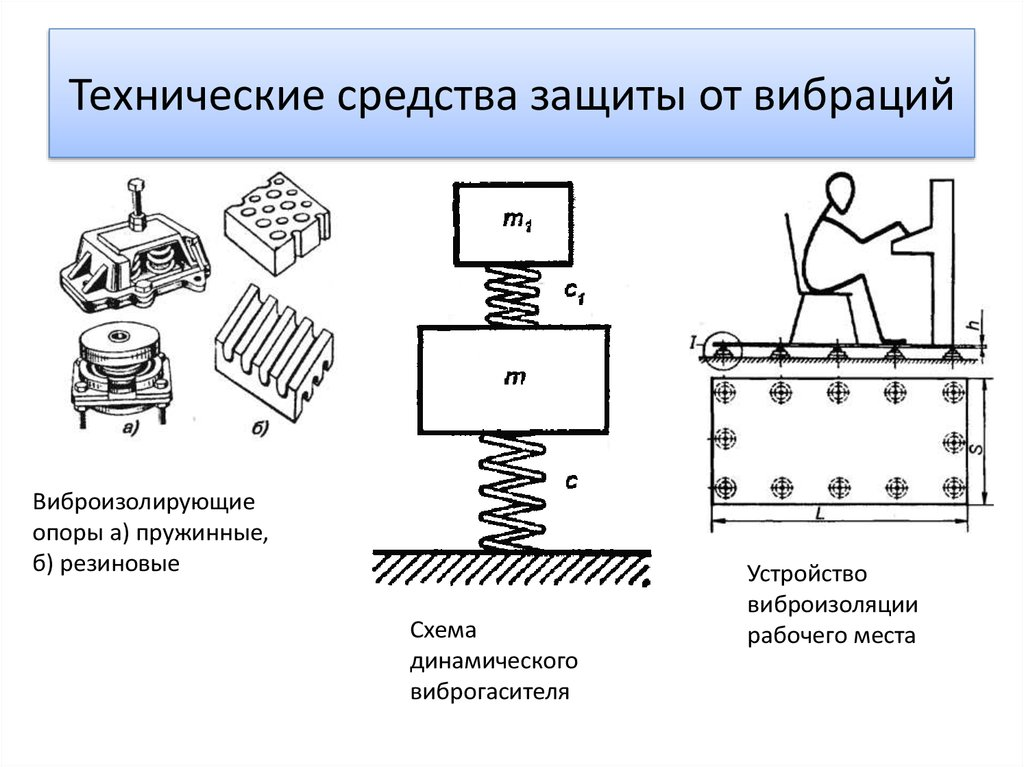 Технические средства защиты от вибраций
m₁
c₁
m
c
а)
б)
I
h
S
L
Виброизолирующие
опоры а) пружинные,
б) резиновые
Схема
динамического
виброгасителя
Устройство
виброизоляции
рабочего места